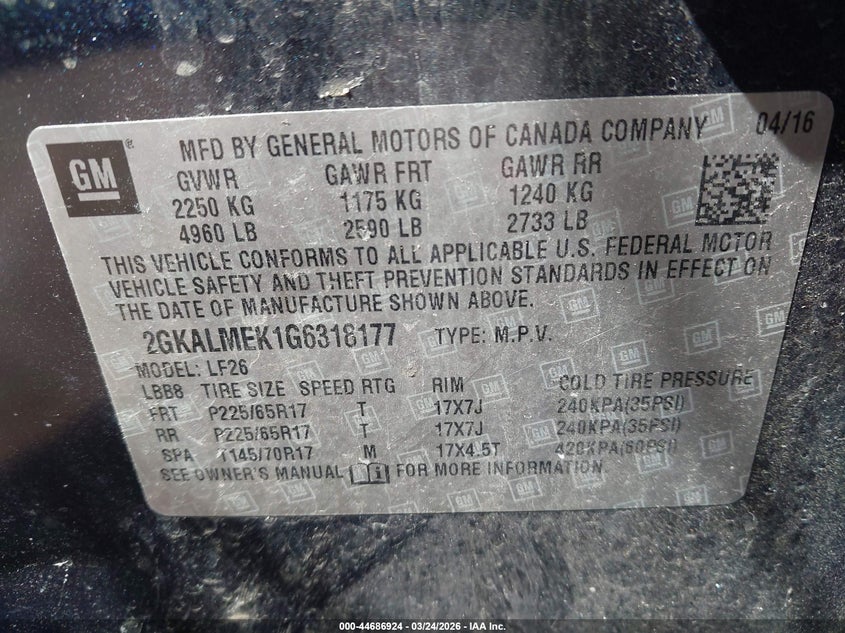 GM
MFD BY GENERAL MOTORS OF CANADA COMPANY 04/16
GVWR GAWR FRT GAWR RR
2250 KG 1175 KG 1240 KG
4960 LB 2590 LB 2733 LB
THIS VEHICLE CONFORMS TO ALL APPLICABLE U.S. FEDERAL MOTOR
VEHICLE SAFETY AND THEFT PREVENTION STANDARDS IN EFFECT ON
THE DATE OF MANUFACTURE SHOWN ABOVE.
2GKALMEK1G6318177 TYPE: M.P.V.
MODEL: LF26
LBB8 TIRE SIZE SPEED RTG RIM COLD TIRE PRESSURE
FRT P225/65R17 T 17X7J 240KPA(35PSI)
RR P225/65R17 T 17X7J 240KPA(35PSI)
SPA T145/70R17 M 17X4.5T 420KPA(60PSI)
SEE OWNER'S MANUAL FOR MORE INFORMATION.
000-44686924 - 03/24/2026 - IAA Inc.